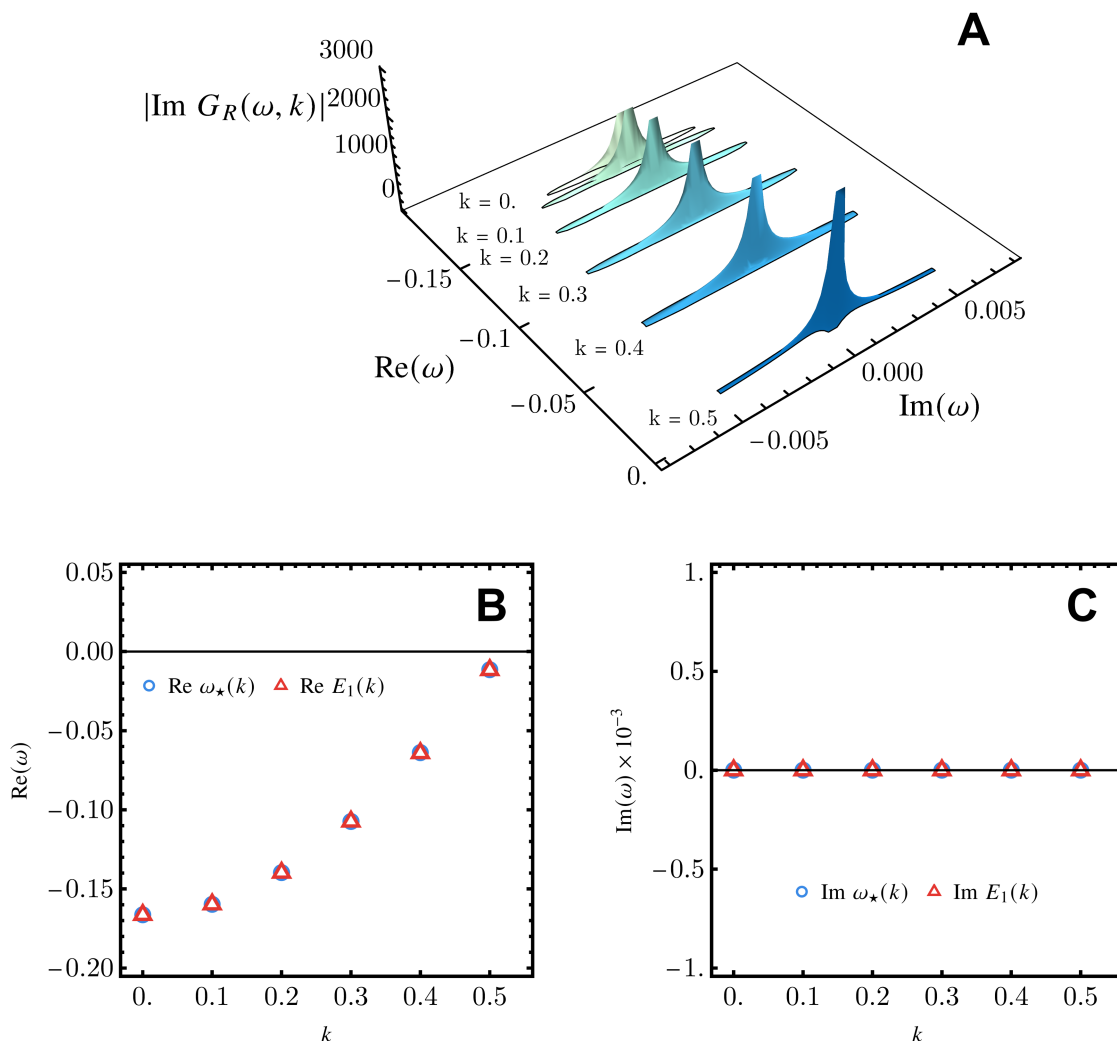 A
3000
2000
1000
0
|Im G_R(ω, k)|
k = 0.
k = 0.1
k = 0.2
k = 0.3
k = 0.4
k = 0.5
−0.15
−0.1
−0.05
0.
Re(ω)
0.005
0.000
−0.005
Im(ω)
B
0.05
0.00
−0.05
−0.10
−0.15
−0.20
Re(ω)
Re ω⋆(k) Re E₁(k)
0. 0.1 0.2 0.3 0.4 0.5
k
C
1.
0.5
0.
−0.5
−1.
Im(ω) × 10⁻³
Im ω⋆(k) Im E₁(k)
0. 0.1 0.2 0.3 0.4 0.5
k